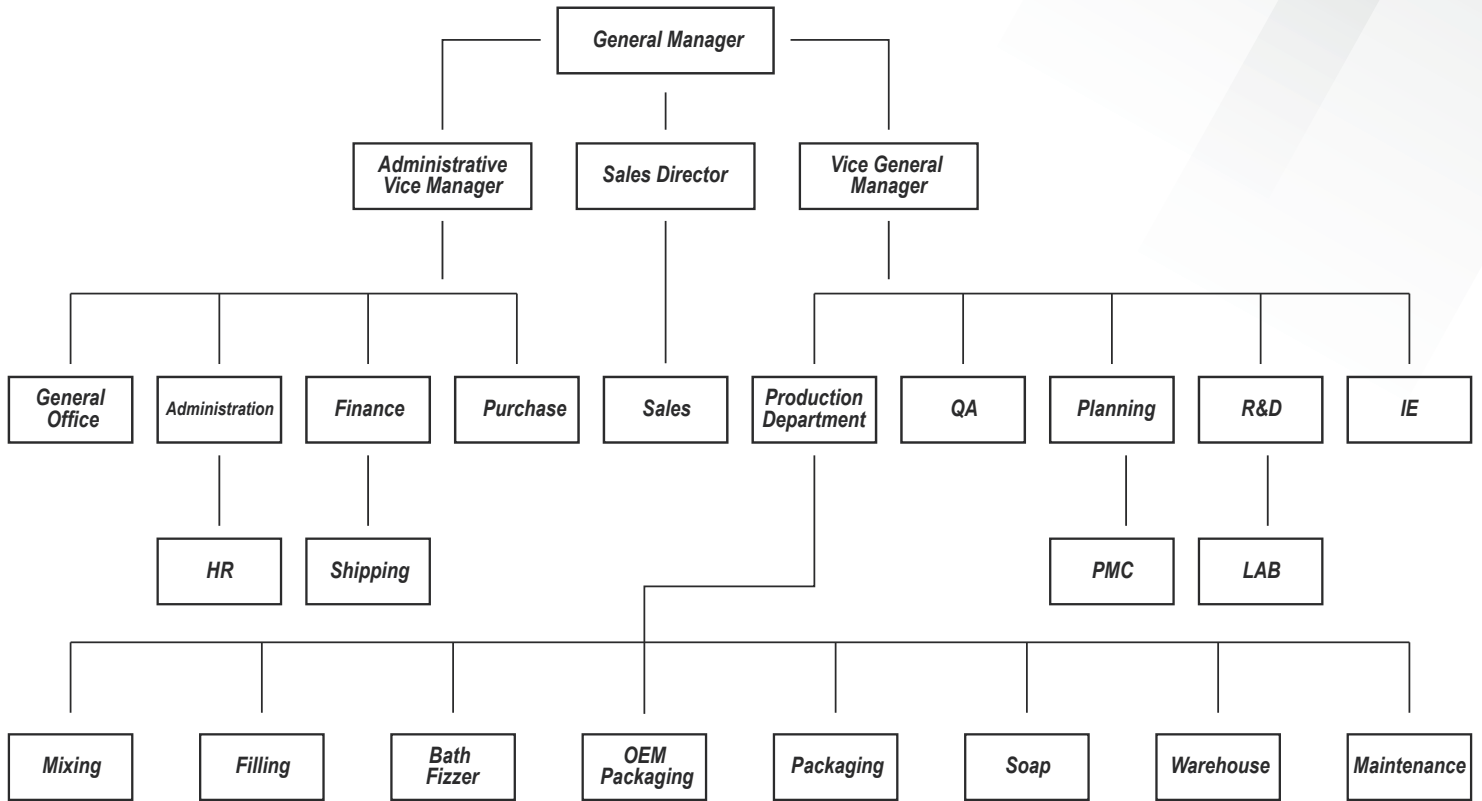 General Manager
Administrative
Vice Manager
Sales Director
Vice General
Manager
General
Office
Administration
Finance
Purchase
Sales
Production
Department
QA
Planning
R&D
IE
HR
Shipping
PMC
LAB
Mixing
Filling
Bath
Fizzer
OEM
Packaging
Packaging
Soap
Warehouse
Maintenance